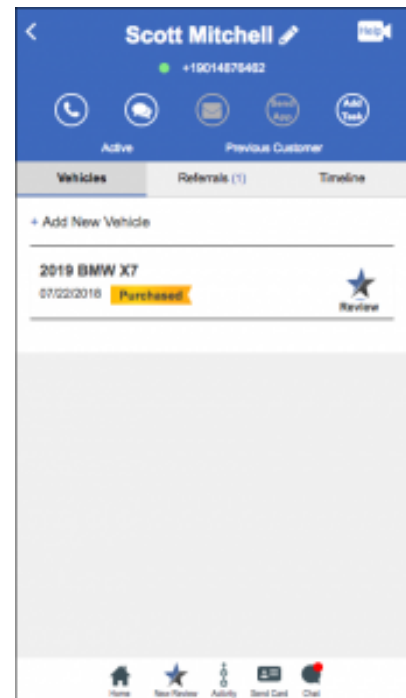 Scott Mitchell
Help
+19014876462
Send App
Add Task
Active
Previous Customer
Vehicles
Referrals (1)
Timeline
+ Add New Vehicle
2019 BMW X7
07/22/2018 Purchased
Review
Home
New Review
Activity
Send Card
Chat